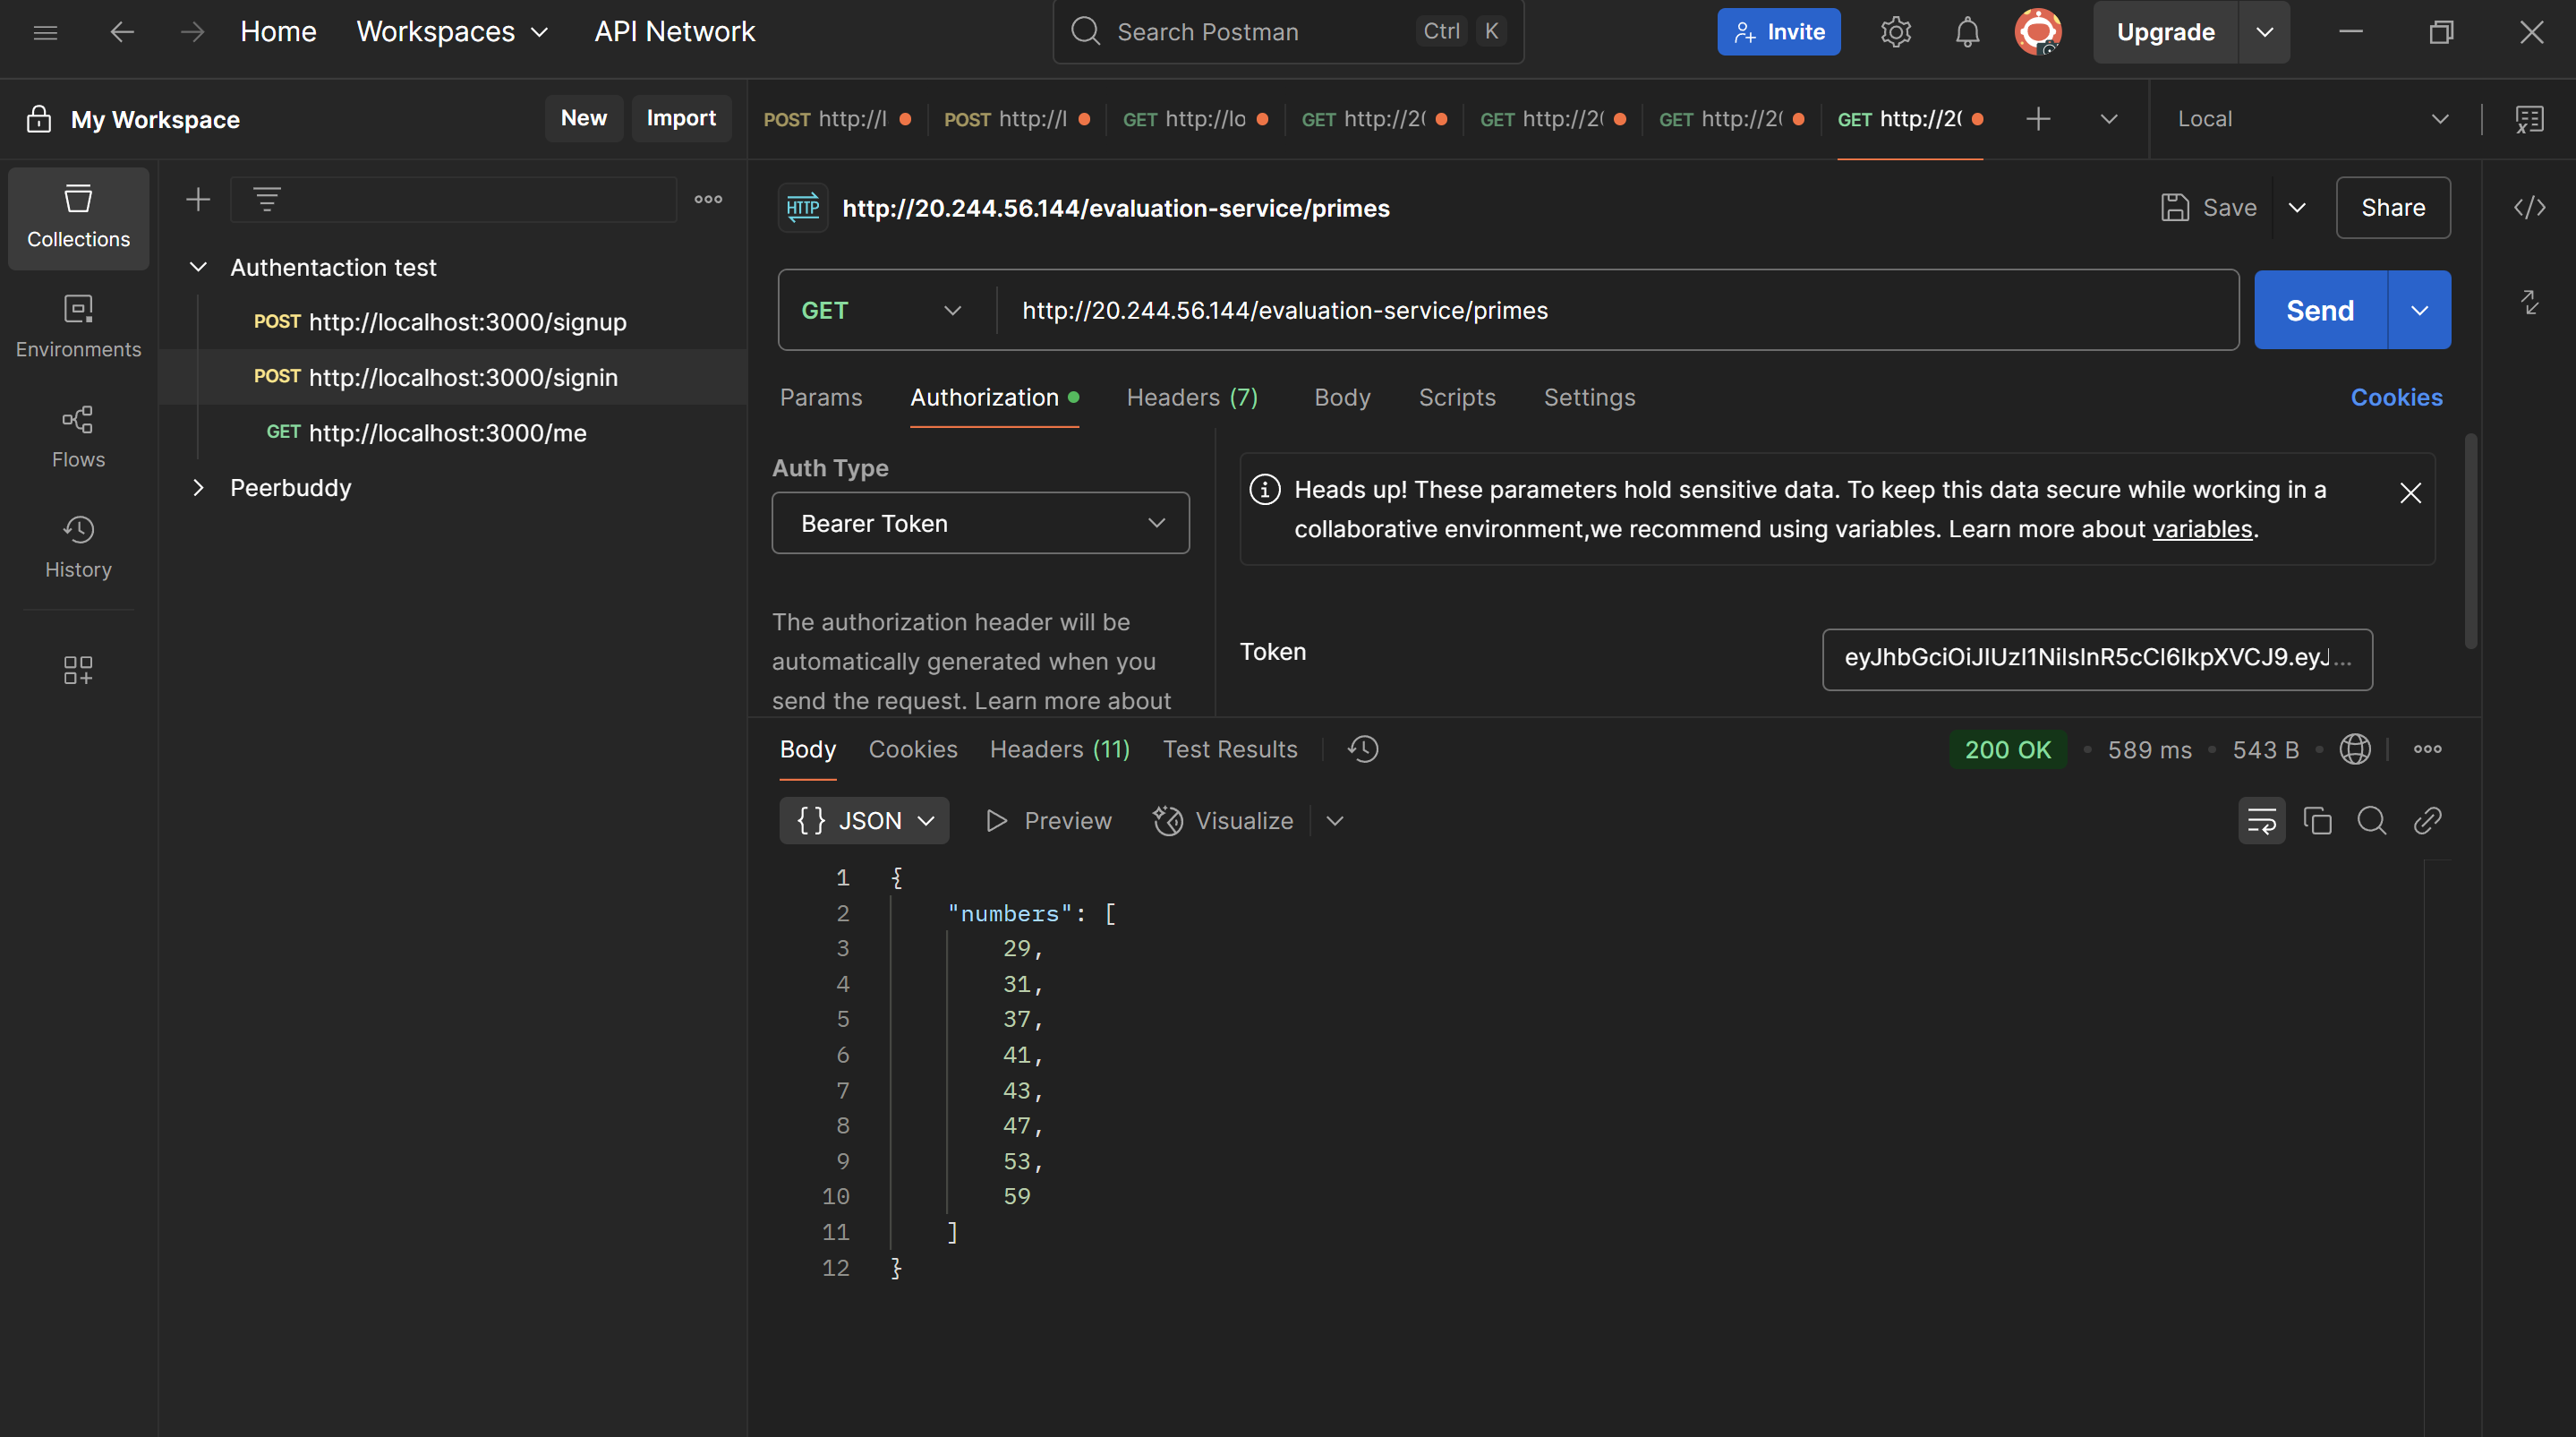 Home Workspaces API Network Search Postman Ctrl K Invite Upgrade
My Workspace New Import
POST http://l POST http://l GET http://lo GET http://20 GET http://20 GET http://20 GET http://20 Local
Collections
Environments
Flows
History
Authentaction test
POST http://localhost:3000/signup
POST http://localhost:3000/signin
GET http://localhost:3000/me
Peerbuddy
HTTP http://20.244.56.144/evaluation-service/primes Save Share
GET http://20.244.56.144/evaluation-service/primes Send
Params Authorization Headers (7) Body Scripts Settings Cookies
Auth Type
Bearer Token
The authorization header will be
automatically generated when you
send the request. Learn more about
Heads up! These parameters hold sensitive data. To keep this data secure while working in a
collaborative environment,we recommend using variables. Learn more about variables.
Token eyJhbGciOiJIUzI1NiIsInR5cCI6IkpXVCJ9.eyJ...
Body Cookies Headers (11) Test Results 200 OK 589 ms 543 B
{} JSON Preview Visualize
1 {
2 "numbers": [
3 29,
4 31,
5 37,
6 41,
7 43,
8 47,
9 53,
10 59
11 ]
12 }